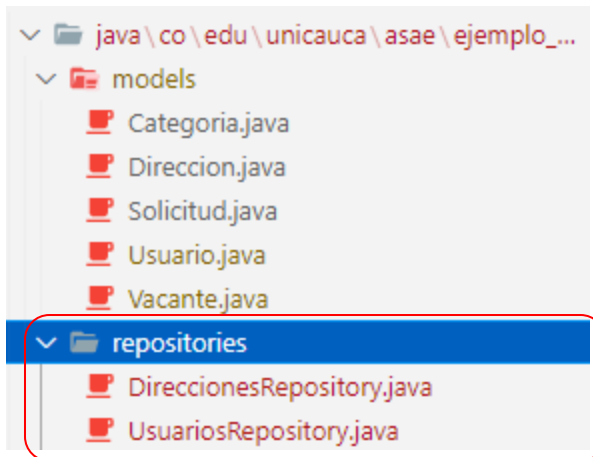 java\co\edu\unicauca\asae\ejemplo_...
models
Categoria.java
Direccion.java
Solicitud.java
Usuario.java
Vacante.java
repositories
DireccionesRepository.java
UsuariosRepository.java